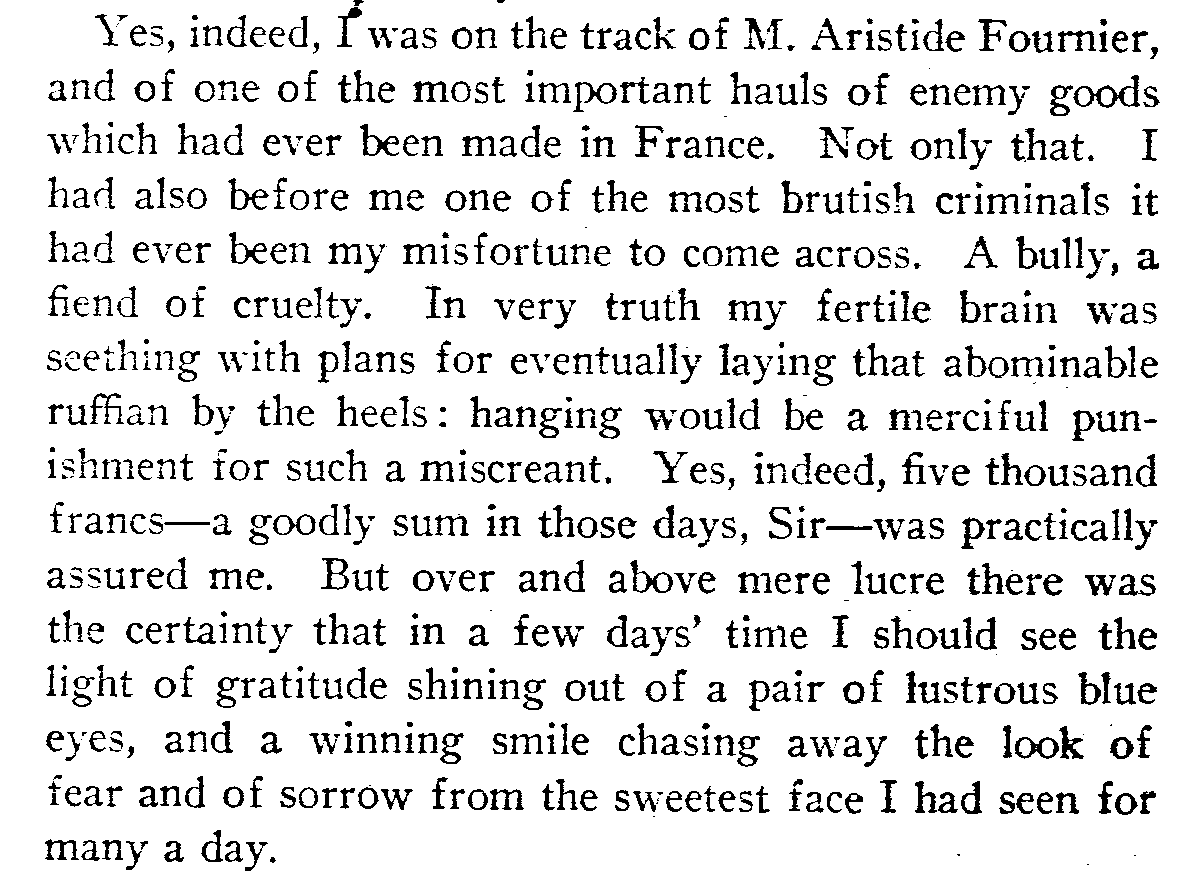 Yes, indeed, I was on the track of M. Aristide Fournier,
and of one of the most important hauls of enemy goods
which had ever been made in France. Not only that. I
had also before me one of the most brutish criminals it
had ever been my misfortune to come across. A bully, a
fiend of cruelty. In very truth my fertile brain was
seething with plans for eventually laying that abominable
ruffian by the heels: hanging would be a merciful pun-
ishment for such a miscreant. Yes, indeed, five thousand
francs—a goodly sum in those days, Sir—was practically
assured me. But over and above mere lucre there was
the certainty that in a few days' time I should see the
light of gratitude shining out of a pair of lustrous blue
eyes, and a winning smile chasing away the look of
fear and of sorrow from the sweetest face I had seen for
many a day.